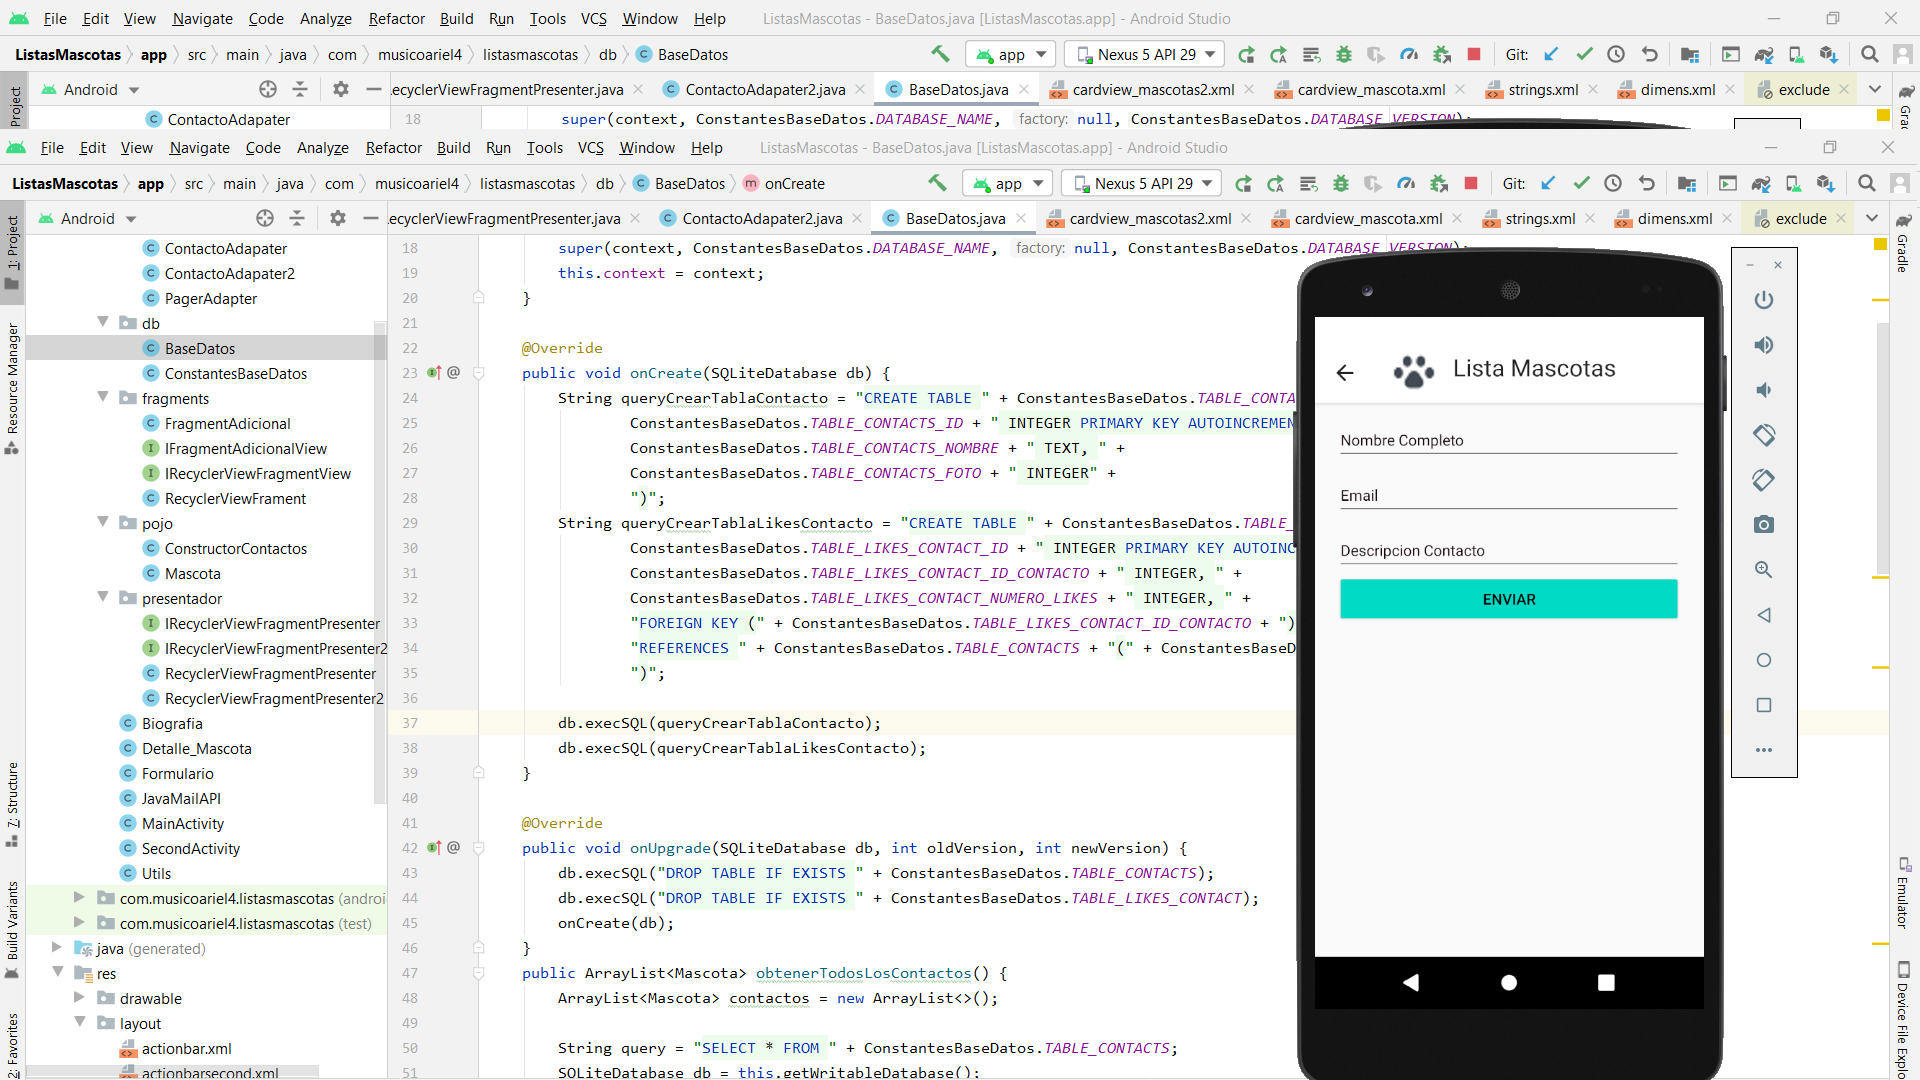 File Edit View Navigate Code Analyze Refactor Build Run Tools VCS Window Help ListasMascotas - BaseDatos.java [ListasMascotas.app] - Android Studio
ListasMascotas app src main java com musicoariel4 listasmascotas db BaseDatos app Nexus 5 API 29 Git:
Project
Android
ecyclerViewFragmentPresenter.java ContactoAdapater2.java BaseDatos.java cardview_mascotas2.xml cardview_mascota.xml strings.xml dimens.xml exclude
ContactoAdapater
18 super(context, ConstantesBaseDatos.DATABASE_NAME, factory: null, ConstantesBaseDatos.DATABASE_VERSION);
File Edit View Navigate Code Analyze Refactor Build Run Tools VCS Window Help ListasMascotas - BaseDatos.java [ListasMascotas.app] - Android Studio
ListasMascotas app src main java com musicoariel4 listasmascotas db BaseDatos onCreate app Nexus 5 API 29 Git:
Android
ecyclerViewFragmentPresenter.java ContactoAdapater2.java BaseDatos.java cardview_mascotas2.xml cardview_mascota.xml strings.xml dimens.xml exclude
1: Project
Resource Manager
7: Structure
Build Variants
2: Favorites
ContactoAdapater
ContactoAdapater2
PagerAdapter
db
BaseDatos
ConstantesBaseDatos
fragments
FragmentAdicional
IFragmentAdicionalView
IRecyclerViewFragmentView
RecyclerViewFrament
pojo
ConstructorContactos
Mascota
presentador
IRecyclerViewFragmentPresenter
IRecyclerViewFragmentPresenter2
RecyclerViewFragmentPresenter
RecyclerViewFragmentPresenter2
Biografia
Detalle_Mascota
Formulario
JavaMailAPI
MainActivity
SecondActivity
Utils
com.musicoariel4.listasmascotas (androi
com.musicoariel4.listasmascotas (test)
java (generated)
res
drawable
layout
actionbar.xml
actionbarsecond.xml
18 super(context, ConstantesBaseDatos.DATABASE_NAME, factory: null, ConstantesBaseDatos.DATABASE_VERSION);
19 this.context = context;
20 }
21
22 @Override
23 public void onCreate(SQLiteDatabase db) {
24 String queryCrearTablaContacto = "CREATE TABLE " + ConstantesBaseDatos.TABLE_CONTA
25 ConstantesBaseDatos.TABLE_CONTACTS_ID + " INTEGER PRIMARY KEY AUTOINCREMEN
26 ConstantesBaseDatos.TABLE_CONTACTS_NOMBRE + " TEXT, " +
27 ConstantesBaseDatos.TABLE_CONTACTS_FOTO + " INTEGER" +
28 ")";
29 String queryCrearTablaLikesContacto = "CREATE TABLE " + ConstantesBaseDatos.TABLE_
30 ConstantesBaseDatos.TABLE_LIKES_CONTACT_ID + " INTEGER PRIMARY KEY AUTOINC
31 ConstantesBaseDatos.TABLE_LIKES_CONTACT_ID_CONTACTO + " INTEGER, " +
32 ConstantesBaseDatos.TABLE_LIKES_CONTACT_NUMERO_LIKES + " INTEGER, " +
33 "FOREIGN KEY (" + ConstantesBaseDatos.TABLE_LIKES_CONTACT_ID_CONTACTO + ")
34 "REFERENCES " + ConstantesBaseDatos.TABLE_CONTACTS + "(" + ConstantesBaseD
35 ")";
36
37 db.execSQL(queryCrearTablaContacto);
38 db.execSQL(queryCrearTablaLikesContacto);
39 }
40
41 @Override
42 public void onUpgrade(SQLiteDatabase db, int oldVersion, int newVersion) {
43 db.execSQL("DROP TABLE IF EXISTS " + ConstantesBaseDatos.TABLE_CONTACTS);
44 db.execSQL("DROP TABLE IF EXISTS " + ConstantesBaseDatos.TABLE_LIKES_CONTACT);
45 onCreate(db);
46 }
47 public ArrayList<Mascota> obtenerTodosLosContactos() {
48 ArrayList<Mascota> contactos = new ArrayList<>();
49
50 String query = "SELECT * FROM " + ConstantesBaseDatos.TABLE_CONTACTS;
51 SQLiteDatabase db = this.getWritableDatabase();
Lista Mascotas
Nombre Completo
Email
Descripcion Contacto
ENVIAR
Grad
Gradle
Emulator
Device File Explo